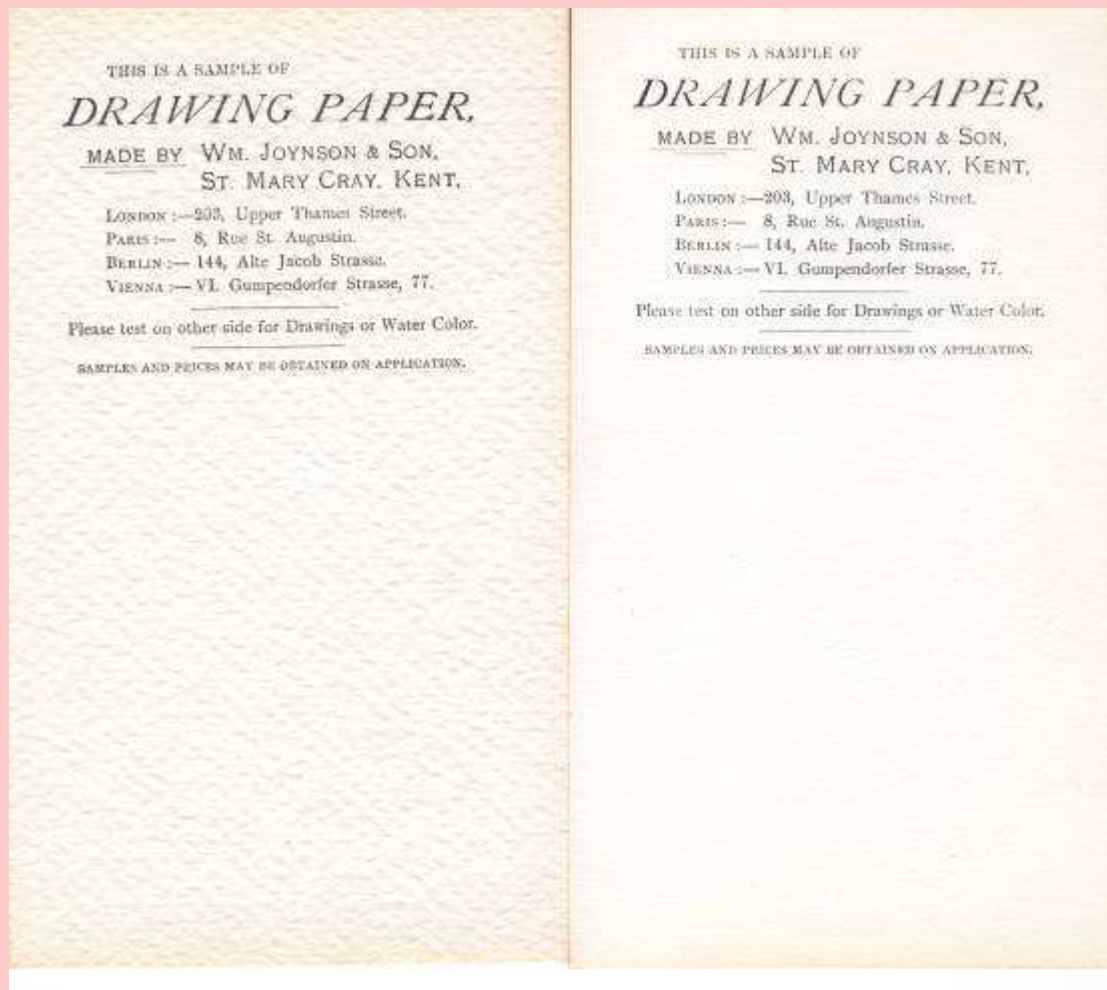 THIS IS A SAMPLE OF
DRAWING PAPER,
MADE BY WM. JOYNSON & SON,
ST. MARY CRAY, KENT,
LONDON :—203, Upper Thames Street.
PARIS :— 8, Rue St. Augustin.
BERLIN :— 144, Alte Jacob Strasse.
VIENNA :— VI. Gumpendorfer Strasse, 77.
Please test on other side for Drawings or Water Color.
SAMPLES AND PRICES MAY BE OBTAINED ON APPLICATION.
THIS IS A SAMPLE OF
DRAWING PAPER,
MADE BY WM. JOYNSON & SON,
ST. MARY CRAY, KENT,
LONDON :—203, Upper Thames Street.
PARIS :— 8, Rue St. Augustin.
BERLIN :— 144, Alte Jacob Strasse.
VIENNA :— VI. Gumpendorfer Strasse, 77.
Please test on other side for Drawings or Water Color.
SAMPLES AND PRICES MAY BE OBTAINED ON APPLICATION.